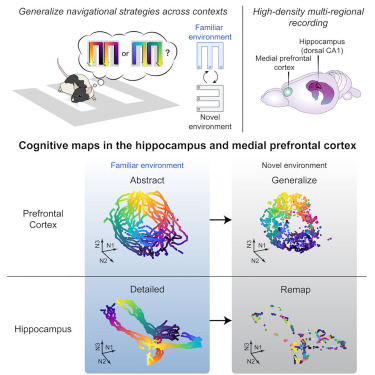 Generalize navigational strategies across contexts
High-density multi-regional
recording
or
?
Familiar
environment
Novel
environment
Hippocampus
(dorsal CA1)
Medial prefrontal
cortex
Cognitive maps in the hippocampus and medial prefrontal cortex
Familiar environment
Novel environment
Abstract
Generalize
Prefrontal
Cortex
N3
N1
N2
N3
N1
N2
Detailed
Remap
Hippocampus
N3
N1
N2
N3
N1
N2